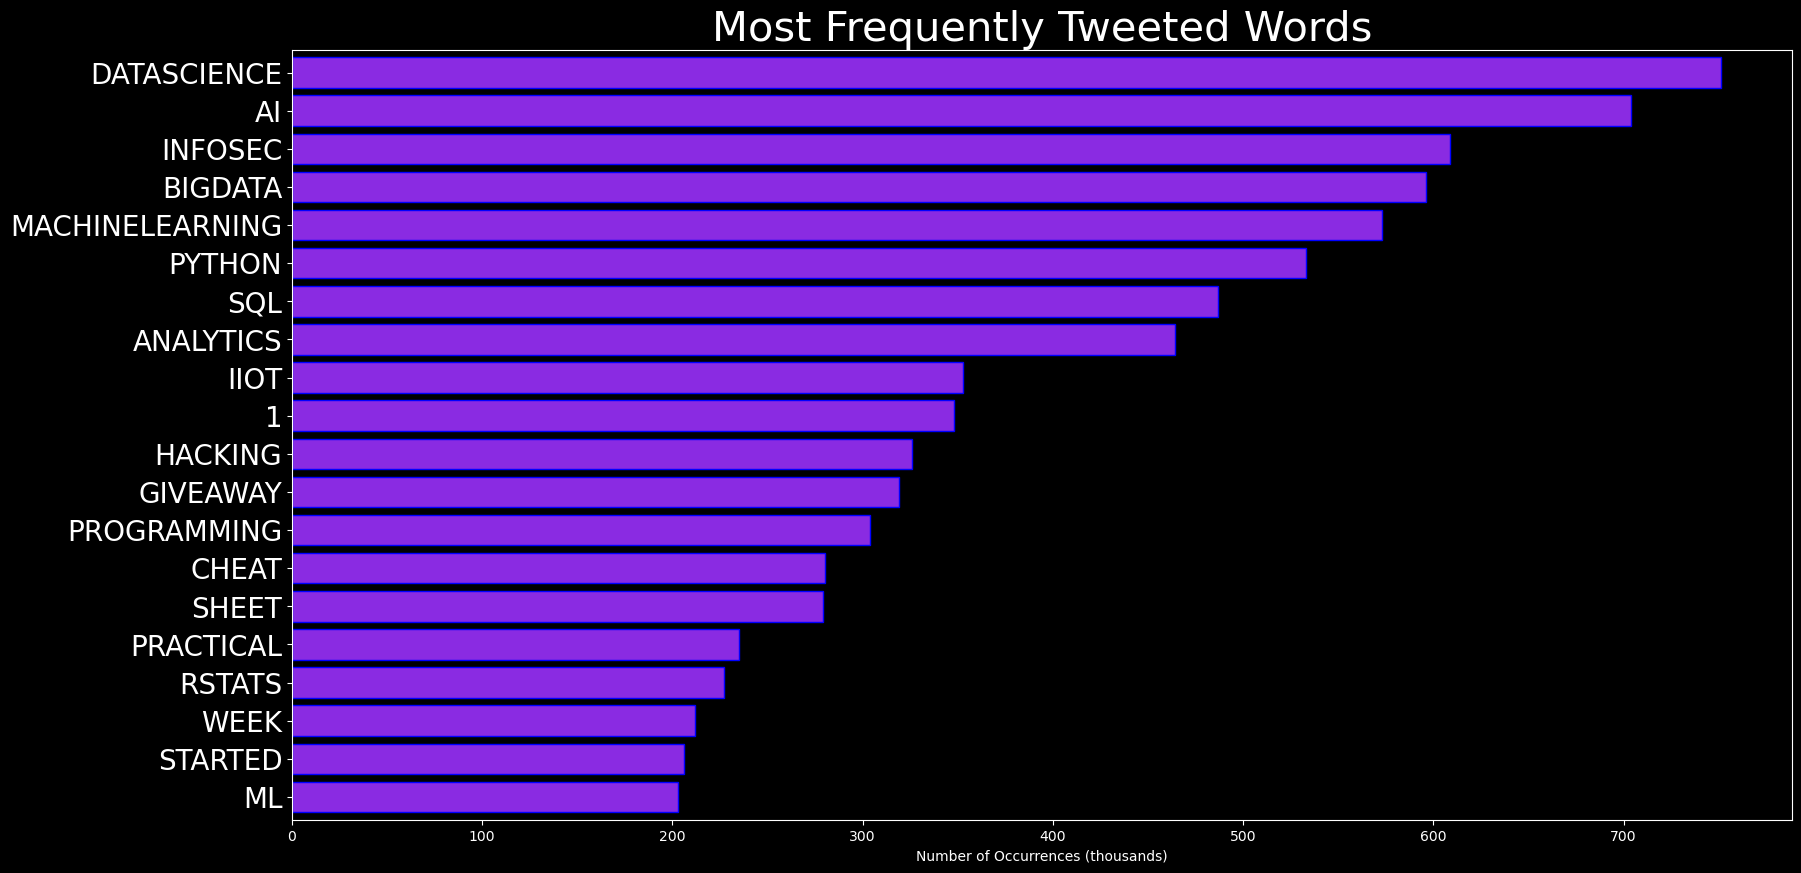 Most Frequently Tweeted Words
DATASCIENCE
AI
INFOSEC
BIGDATA
MACHINELEARNING
PYTHON
SQL
ANALYTICS
IIOT
1
HACKING
GIVEAWAY
PROGRAMMING
CHEAT
SHEET
PRACTICAL
RSTATS
WEEK
STARTED
ML
0 100 200 300 400 500 600 700
Number of Occurrences (thousands)